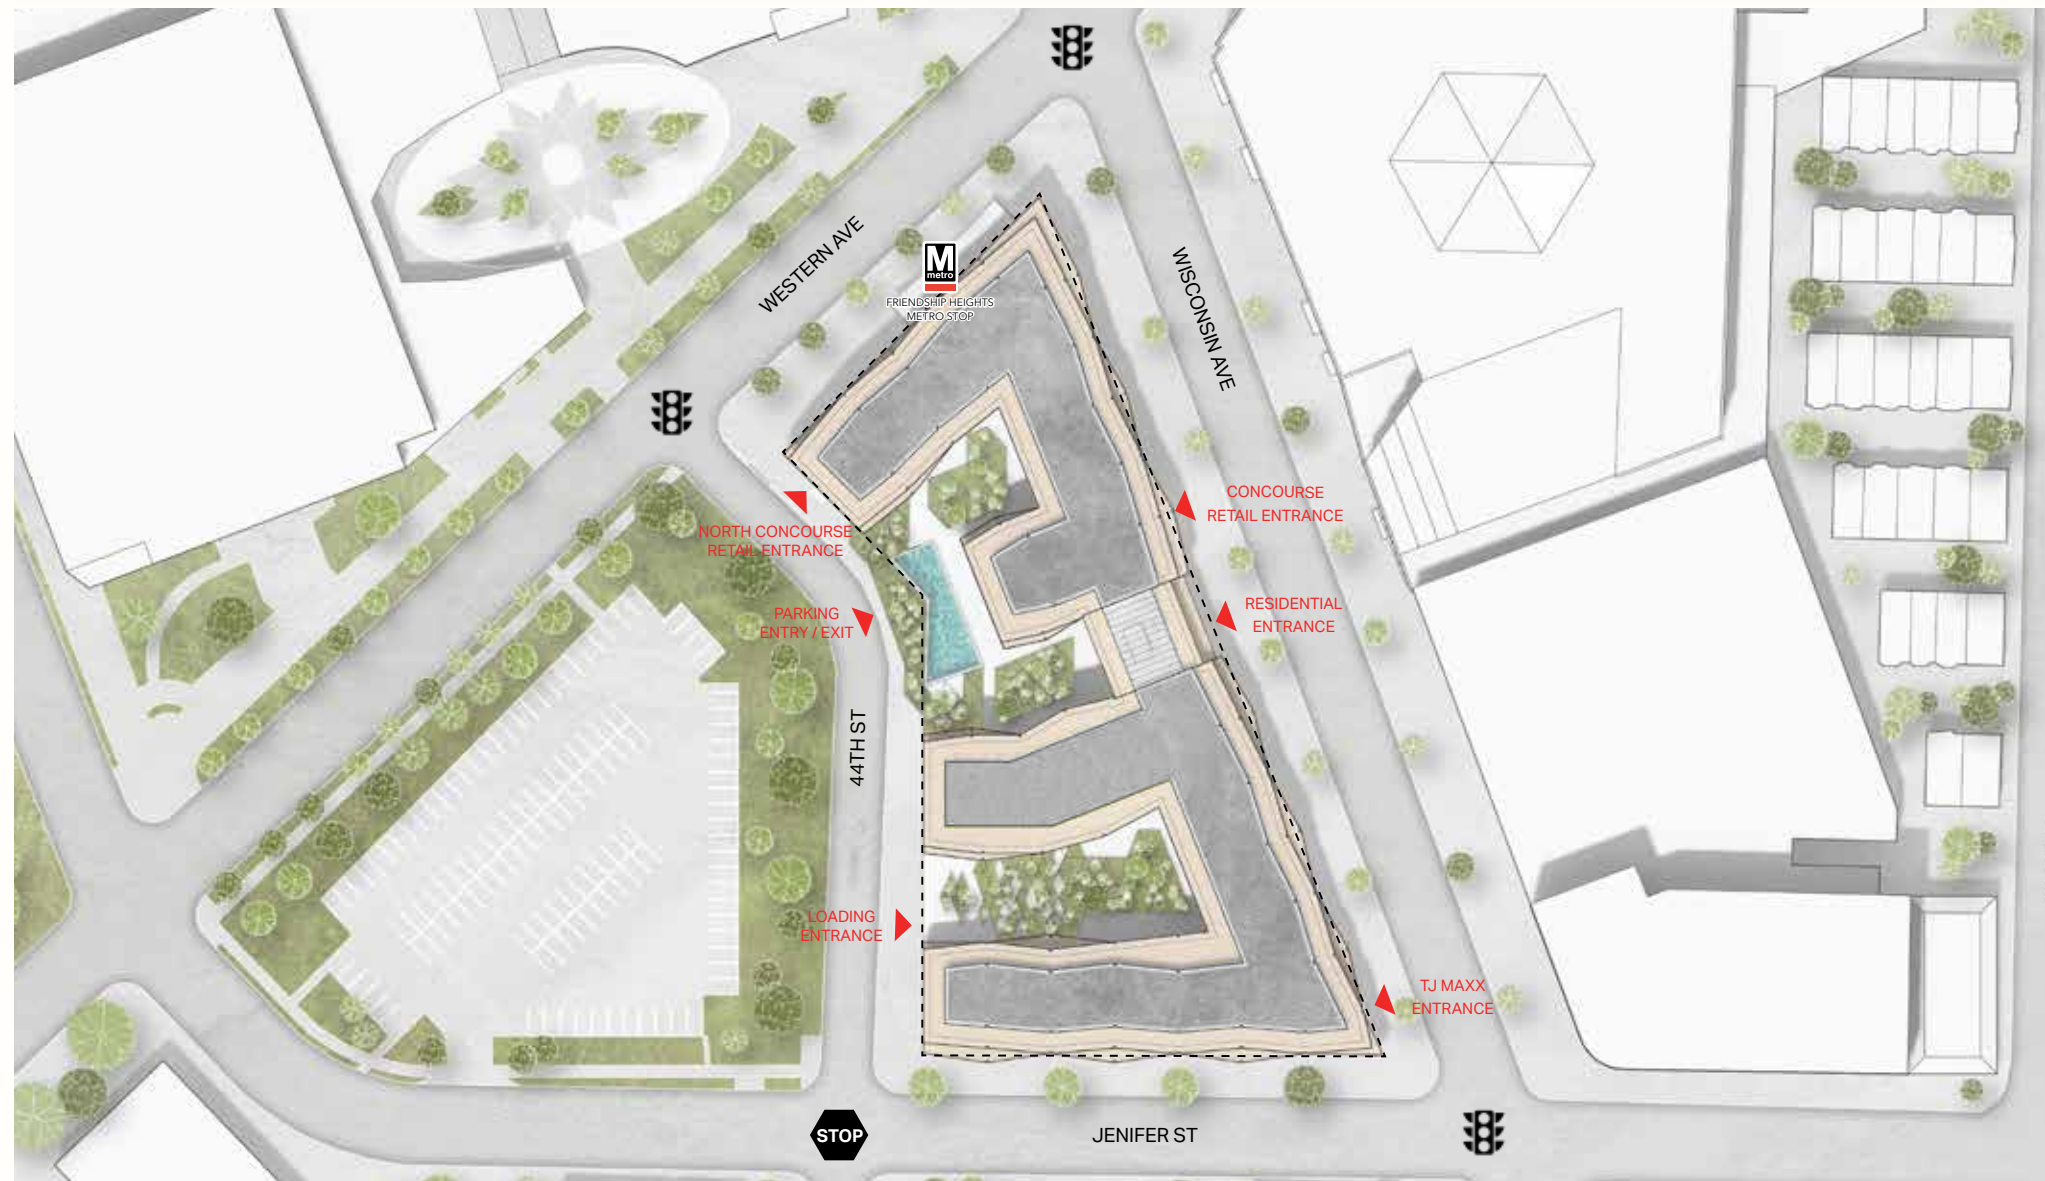 WESTERN AVE
WISCONSIN AVE
M
metro
FRIENDSHIP HEIGHTS
METRO STOP
CONCOURSE
RETAIL ENTRANCE
NORTH CONCOURSE
RETAIL ENTRANCE
RESIDENTIAL
ENTRANCE
PARKING
ENTRY / EXIT
44TH ST
LOADING
ENTRANCE
TJ MAXX
ENTRANCE
STOP
JENIFER ST